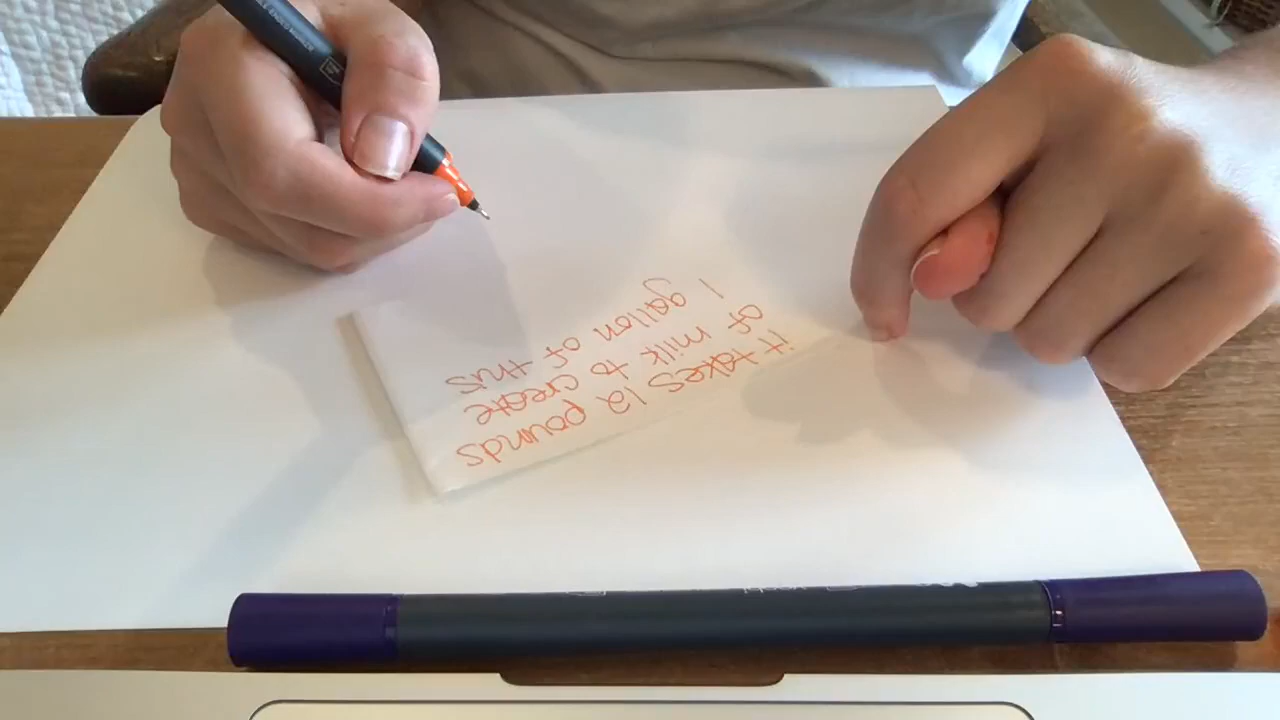 it takes 12 pounds
of milk to create
1 gallon of this